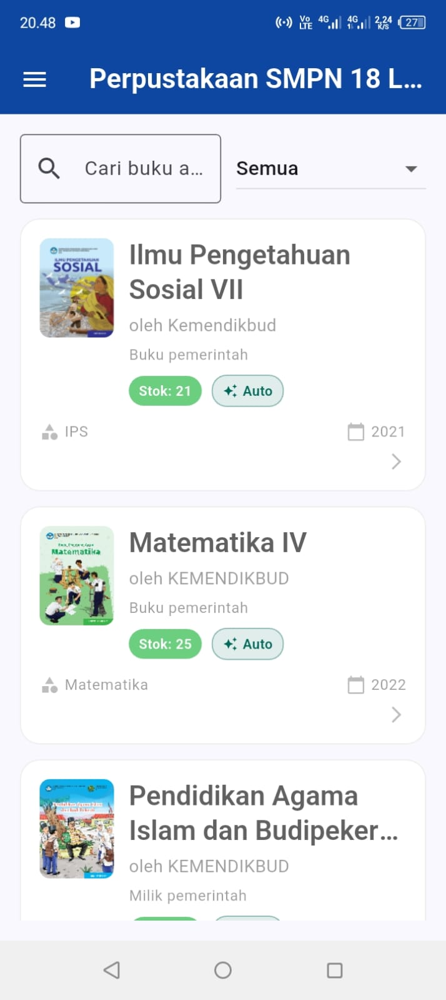 20.48
Vo LTE 4G 4G 2,24 K/S 27
Perpustakaan SMPN 18 L...
Cari buku a...
Semua
ILMU PENGETAHUAN
SOSIAL
Ilmu Pengetahuan
Sosial VII
oleh Kemendikbud
Buku pemerintah
Stok: 21
Auto
IPS
2021
Matematika
Matematika IV
oleh KEMENDIKBUD
Buku pemerintah
Stok: 25
Auto
Matematika
2022
Pendidikan Agama
Islam dan Budipeker...
oleh KEMENDIKBUD
Milik pemerintah